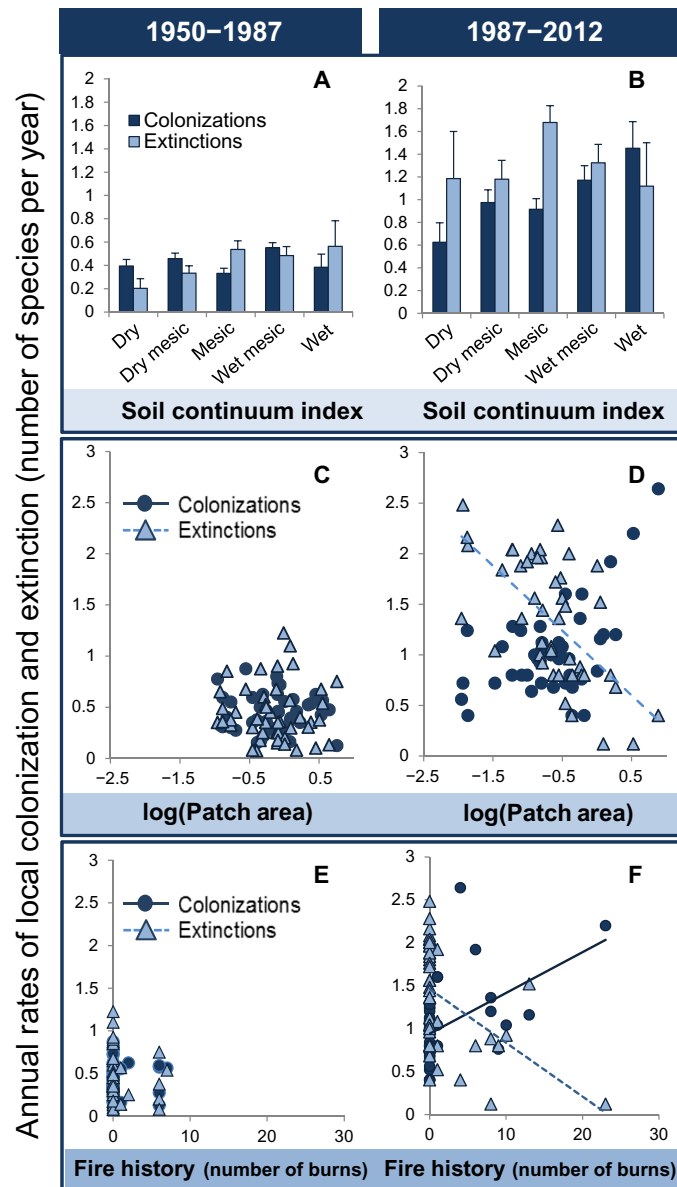 1950−1987
1987−2012
Annual rates of local colonization and extinction (number of species per year)
A
2
1.8
1.6
1.4
1.2
1
0.8
0.6
0.4
0.2
0
Colonizations
Extinctions
Dry
Dry mesic
Mesic
Wet mesic
Wet
Soil continuum index
B
2
1.8
1.6
1.4
1.2
1
0.8
0.6
0.4
0.2
0
Dry
Dry mesic
Mesic
Wet mesic
Wet
Soil continuum index
C
3
2.5
2
1.5
1
0.5
0
Colonizations
Extinctions
−2.5 −1.5 −0.5 0.5
log(Patch area)
D
3
2.5
2
1.5
1
0.5
0
−2.5 −1.5 −0.5 0.5
log(Patch area)
E
3
2.5
2
1.5
1
0.5
0
Colonizations
Extinctions
0 10 20 30
Fire history (number of burns)
F
3
2.5
2
1.5
1
0.5
0
0 10 20 30
Fire history (number of burns)